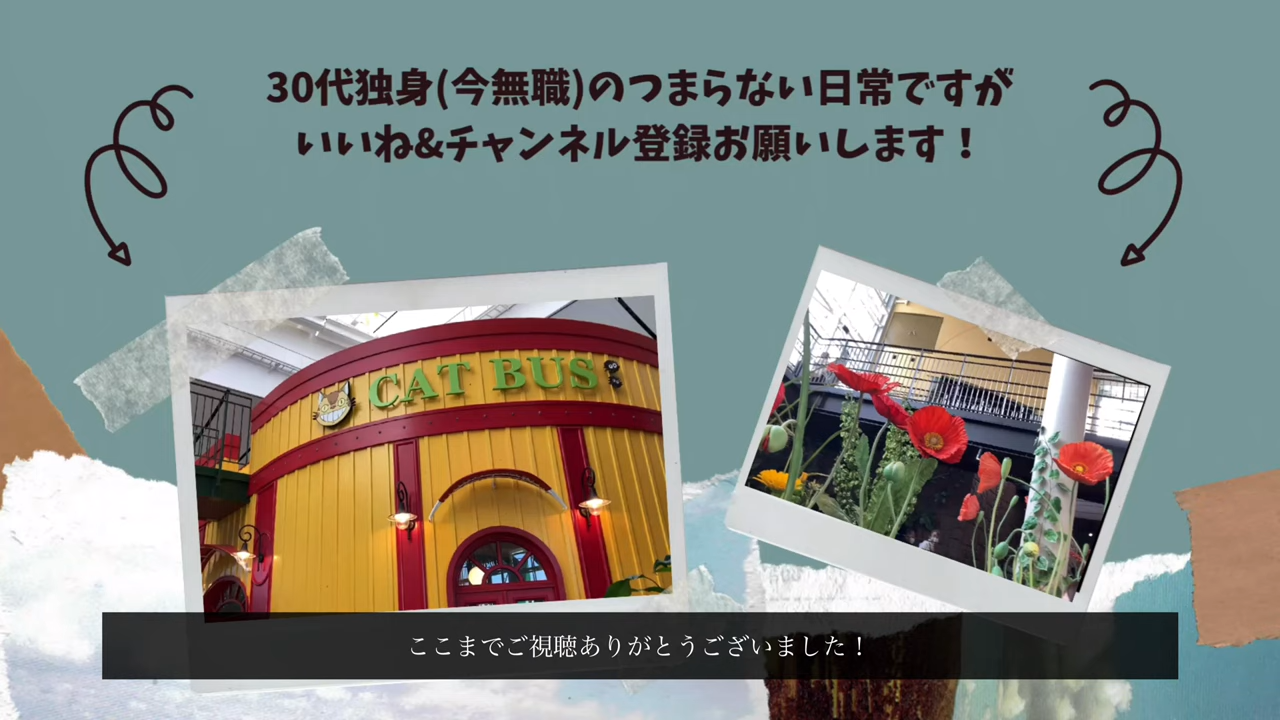 30代独身(今無職)のつまらない日常ですが
いいね&チャンネル登録お願いします！
CAT BUS
ここまでご視聴ありがとうございました！